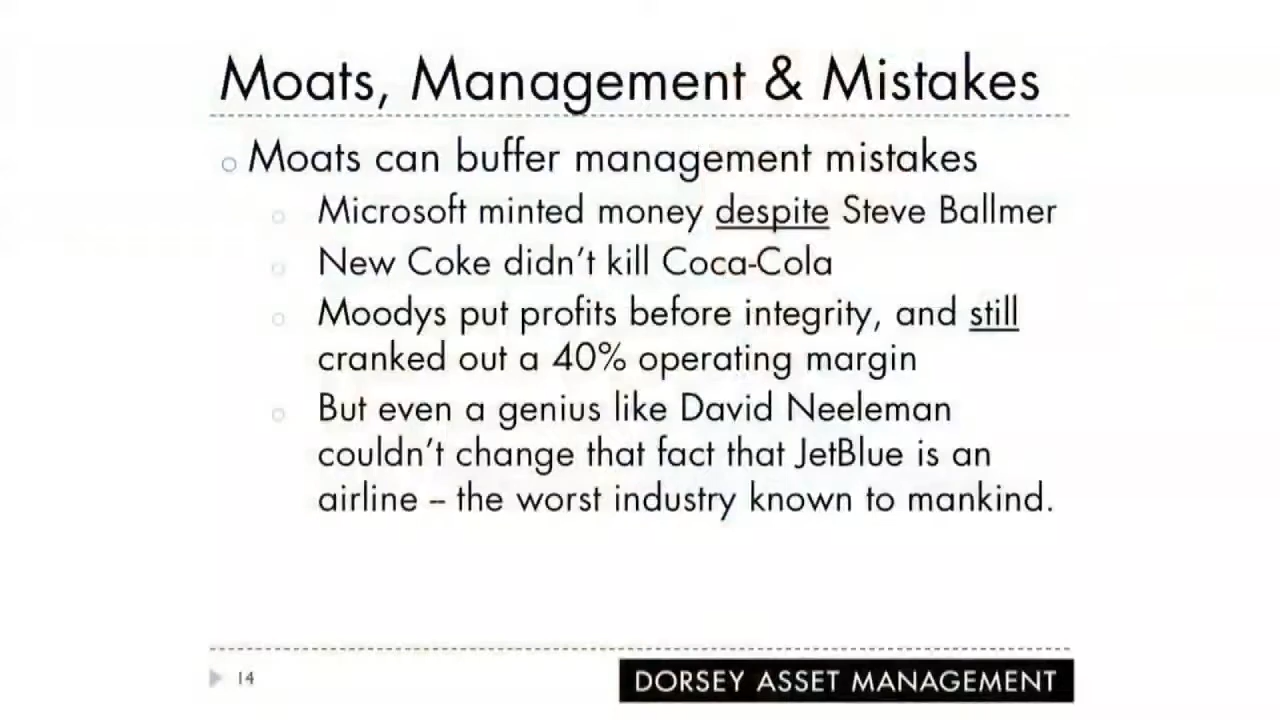 Moats, Management & Mistakes
Moats can buffer management mistakes
Microsoft minted money despite Steve Ballmer
New Coke didn't kill Coca-Cola
Moodys put profits before integrity, and still
cranked out a 40% operating margin
But even a genius like David Neeleman
couldn't change that fact that JetBlue is an
airline – the worst industry known to mankind.
14
DORSEY ASSET MANAGEMENT